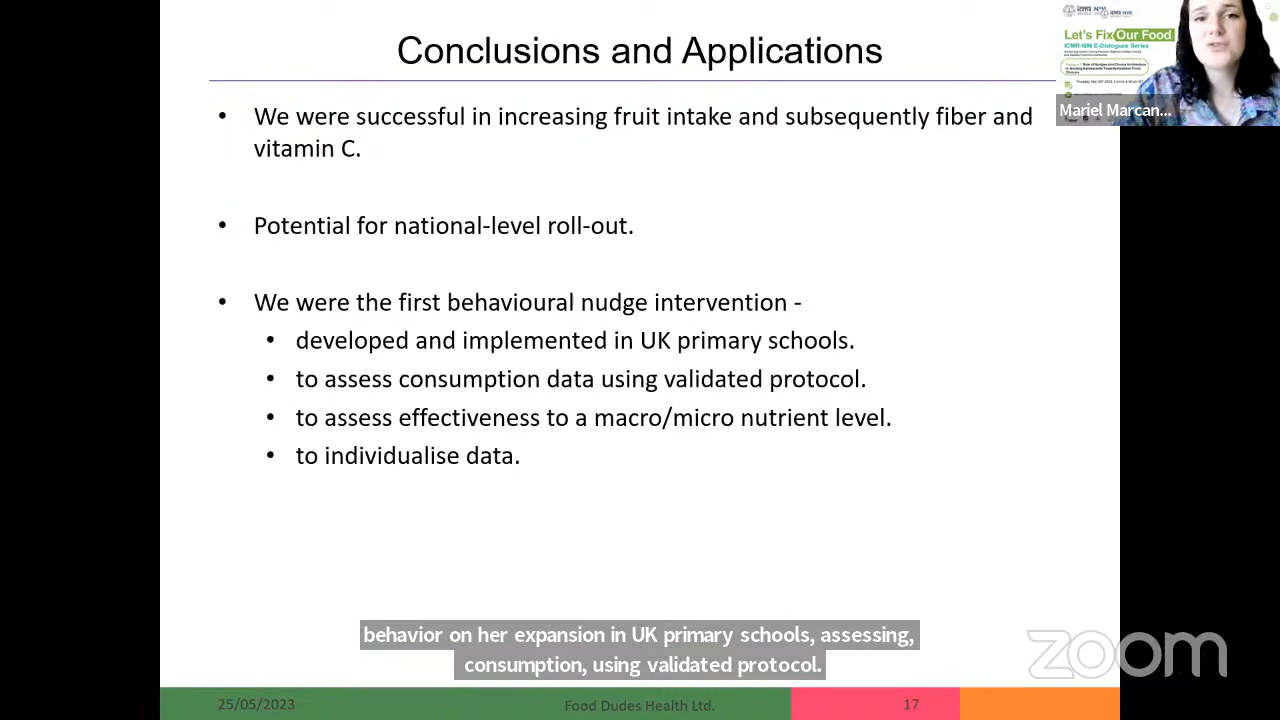 Conclusions and Applications
• We were successful in increasing fruit intake and subsequently fiber and
vitamin C.
• Potential for national-level roll-out.
• We were the first behavioural nudge intervention -
• developed and implemented in UK primary schools.
• to assess consumption data using validated protocol.
• to assess effectiveness to a macro/micro nutrient level.
• to individualise data.
Let's Fix Our Food
ICMR-NIN E-Dialogues Series
Mariel Marcan...
behavior on her expansion in UK primary schools, assessing,
consumption, using validated protocol.
zoom
25/05/2023
Food Dudes Health Ltd.
17